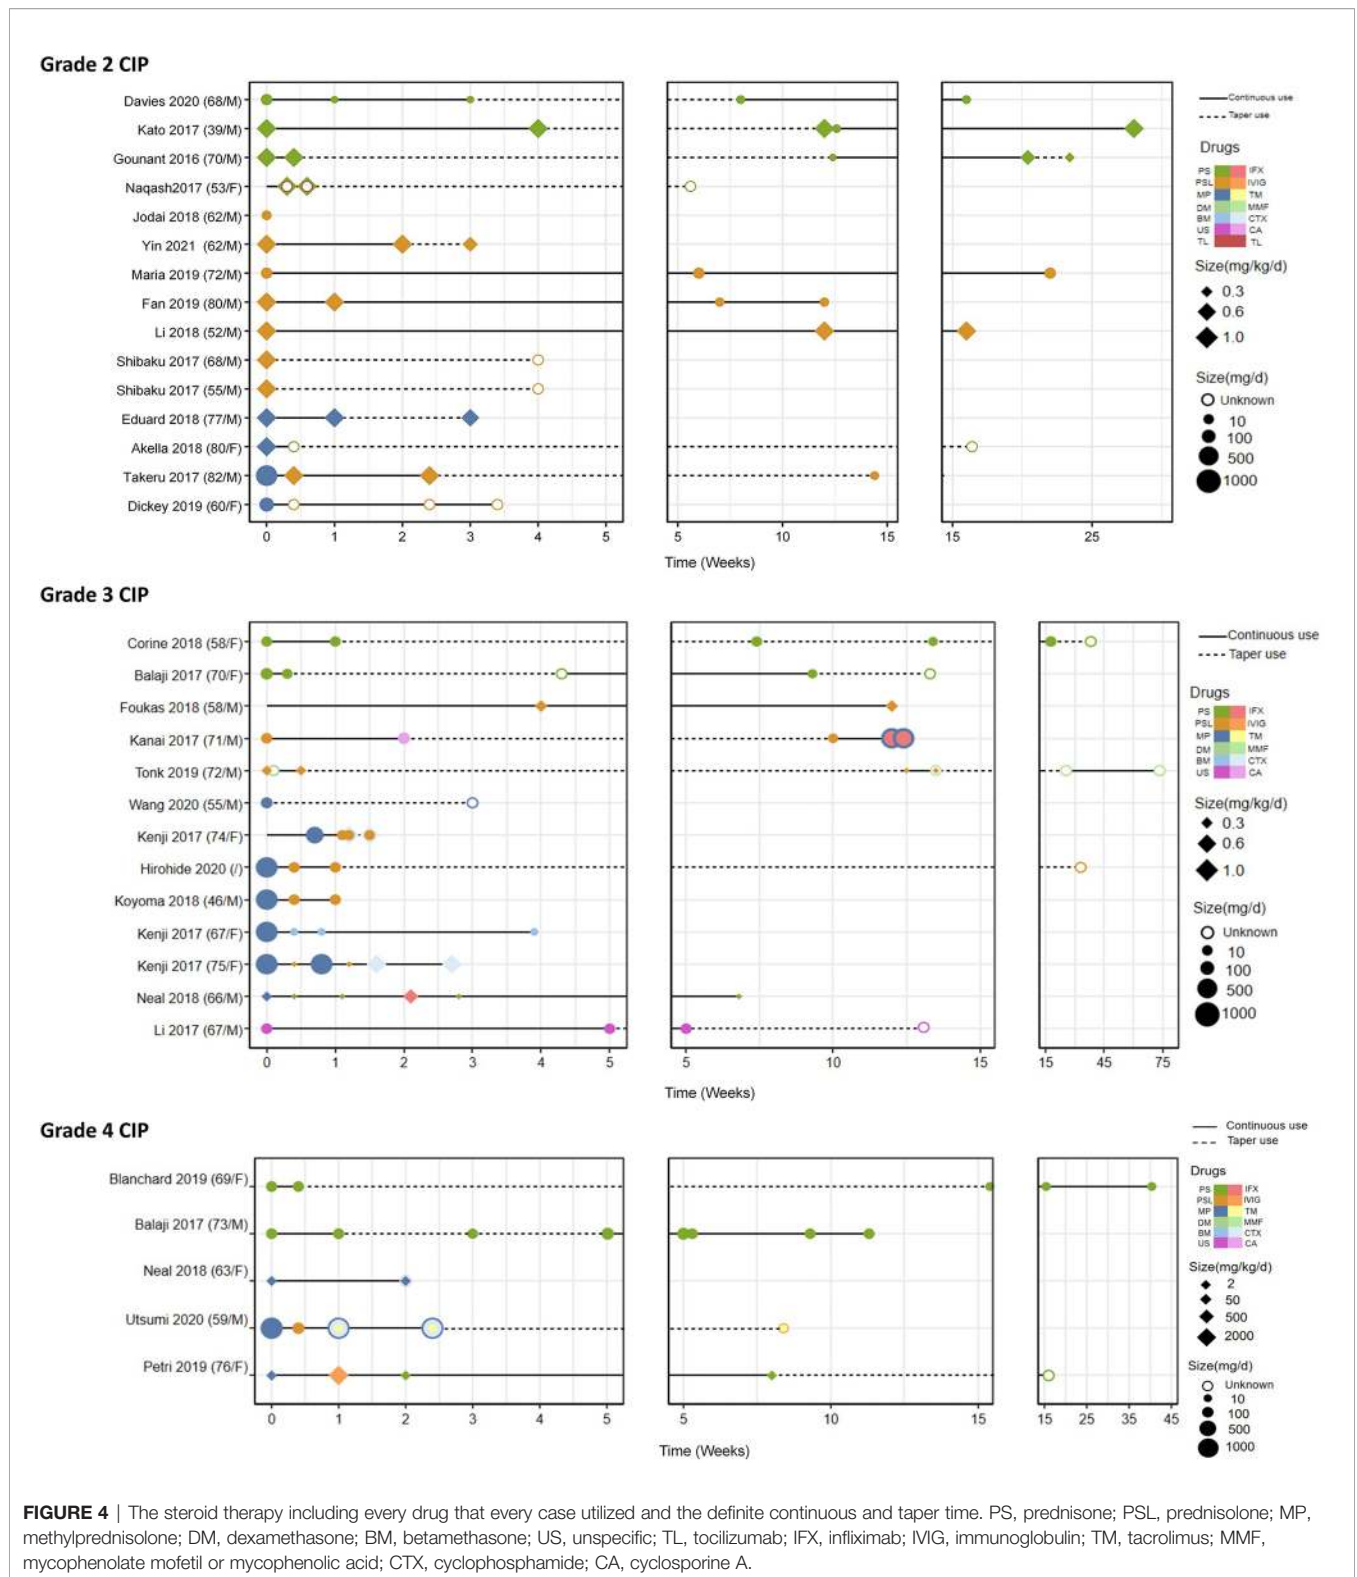 Grade 2 CIP
Davies 2020 (68/M)
Kato 2017 (39/M)
Gounant 2016 (70/M)
Naqash2017 (53/F)
Jodai 2018 (62/M)
Yin 2021 (62/M)
Maria 2019 (72/M)
Fan 2019 (80/M)
Li 2018 (52/M)
Shibaku 2017 (68/M)
Shibaku 2017 (55/M)
Eduard 2018 (77/M)
Akella 2018 (80/F)
Takeru 2017 (82/M)
Dickey 2019 (60/F)
0 1 2 3 4 5 5 10 15 15 25
Time (Weeks)
Continuous use
Taper use
Drugs
PS IFX
PSL IVIG
MP TM
DM MMF
BM CTX
US CA
TL TL
Size(mg/kg/d)
0.3
0.6
1.0
Size(mg/d)
Unknown
10
100
500
1000
Grade 3 CIP
Corine 2018 (58/F)
Balaji 2017 (70/F)
Foukas 2018 (58/M)
Kanai 2017 (71/M)
Tonk 2019 (72/M)
Wang 2020 (55/M)
Kenji 2017 (74/F)
Hirohide 2020 (/)
Koyoma 2018 (46/M)
Kenji 2017 (67/F)
Kenji 2017 (75/F)
Neal 2018 (66/M)
Li 2017 (67/M)
0 1 2 3 4 5 5 10 15 15 45 75
Time (Weeks)
Continuous use
Taper use
Drugs
PS IFX
PSL IVIG
MP TM
DM MMF
BM CTX
US CA
Size(mg/kg/d)
0.3
0.6
1.0
Size(mg/d)
Unknown
10
100
500
1000
Grade 4 CIP
Blanchard 2019 (69/F)
Balaji 2017 (73/M)
Neal 2018 (63/F)
Utsumi 2020 (59/M)
Petri 2019 (76/F)
0 1 2 3 4 5 5 10 15 15 25 35 45
Time (Weeks)
Continuous use
Taper use
Drugs
PS IFX
PSL IVIG
MP TM
DM MMF
BM CTX
US CA
Size(mg/kg/d)
2
50
500
2000
Size(mg/d)
Unknown
10
100
500
1000
FIGURE 4 | The steroid therapy including every drug that every case utilized and the definite continuous and taper time. PS, prednisone; PSL, prednisolone; MP,
methylprednisolone; DM, dexamethasone; BM, betamethasone; US, unspecific; TL, tocilizumab; IFX, infliximab; IVIG, immunoglobulin; TM, tacrolimus; MMF,
mycophenolate mofetil or mycophenolic acid; CTX, cyclophosphamide; CA, cyclosporine A.